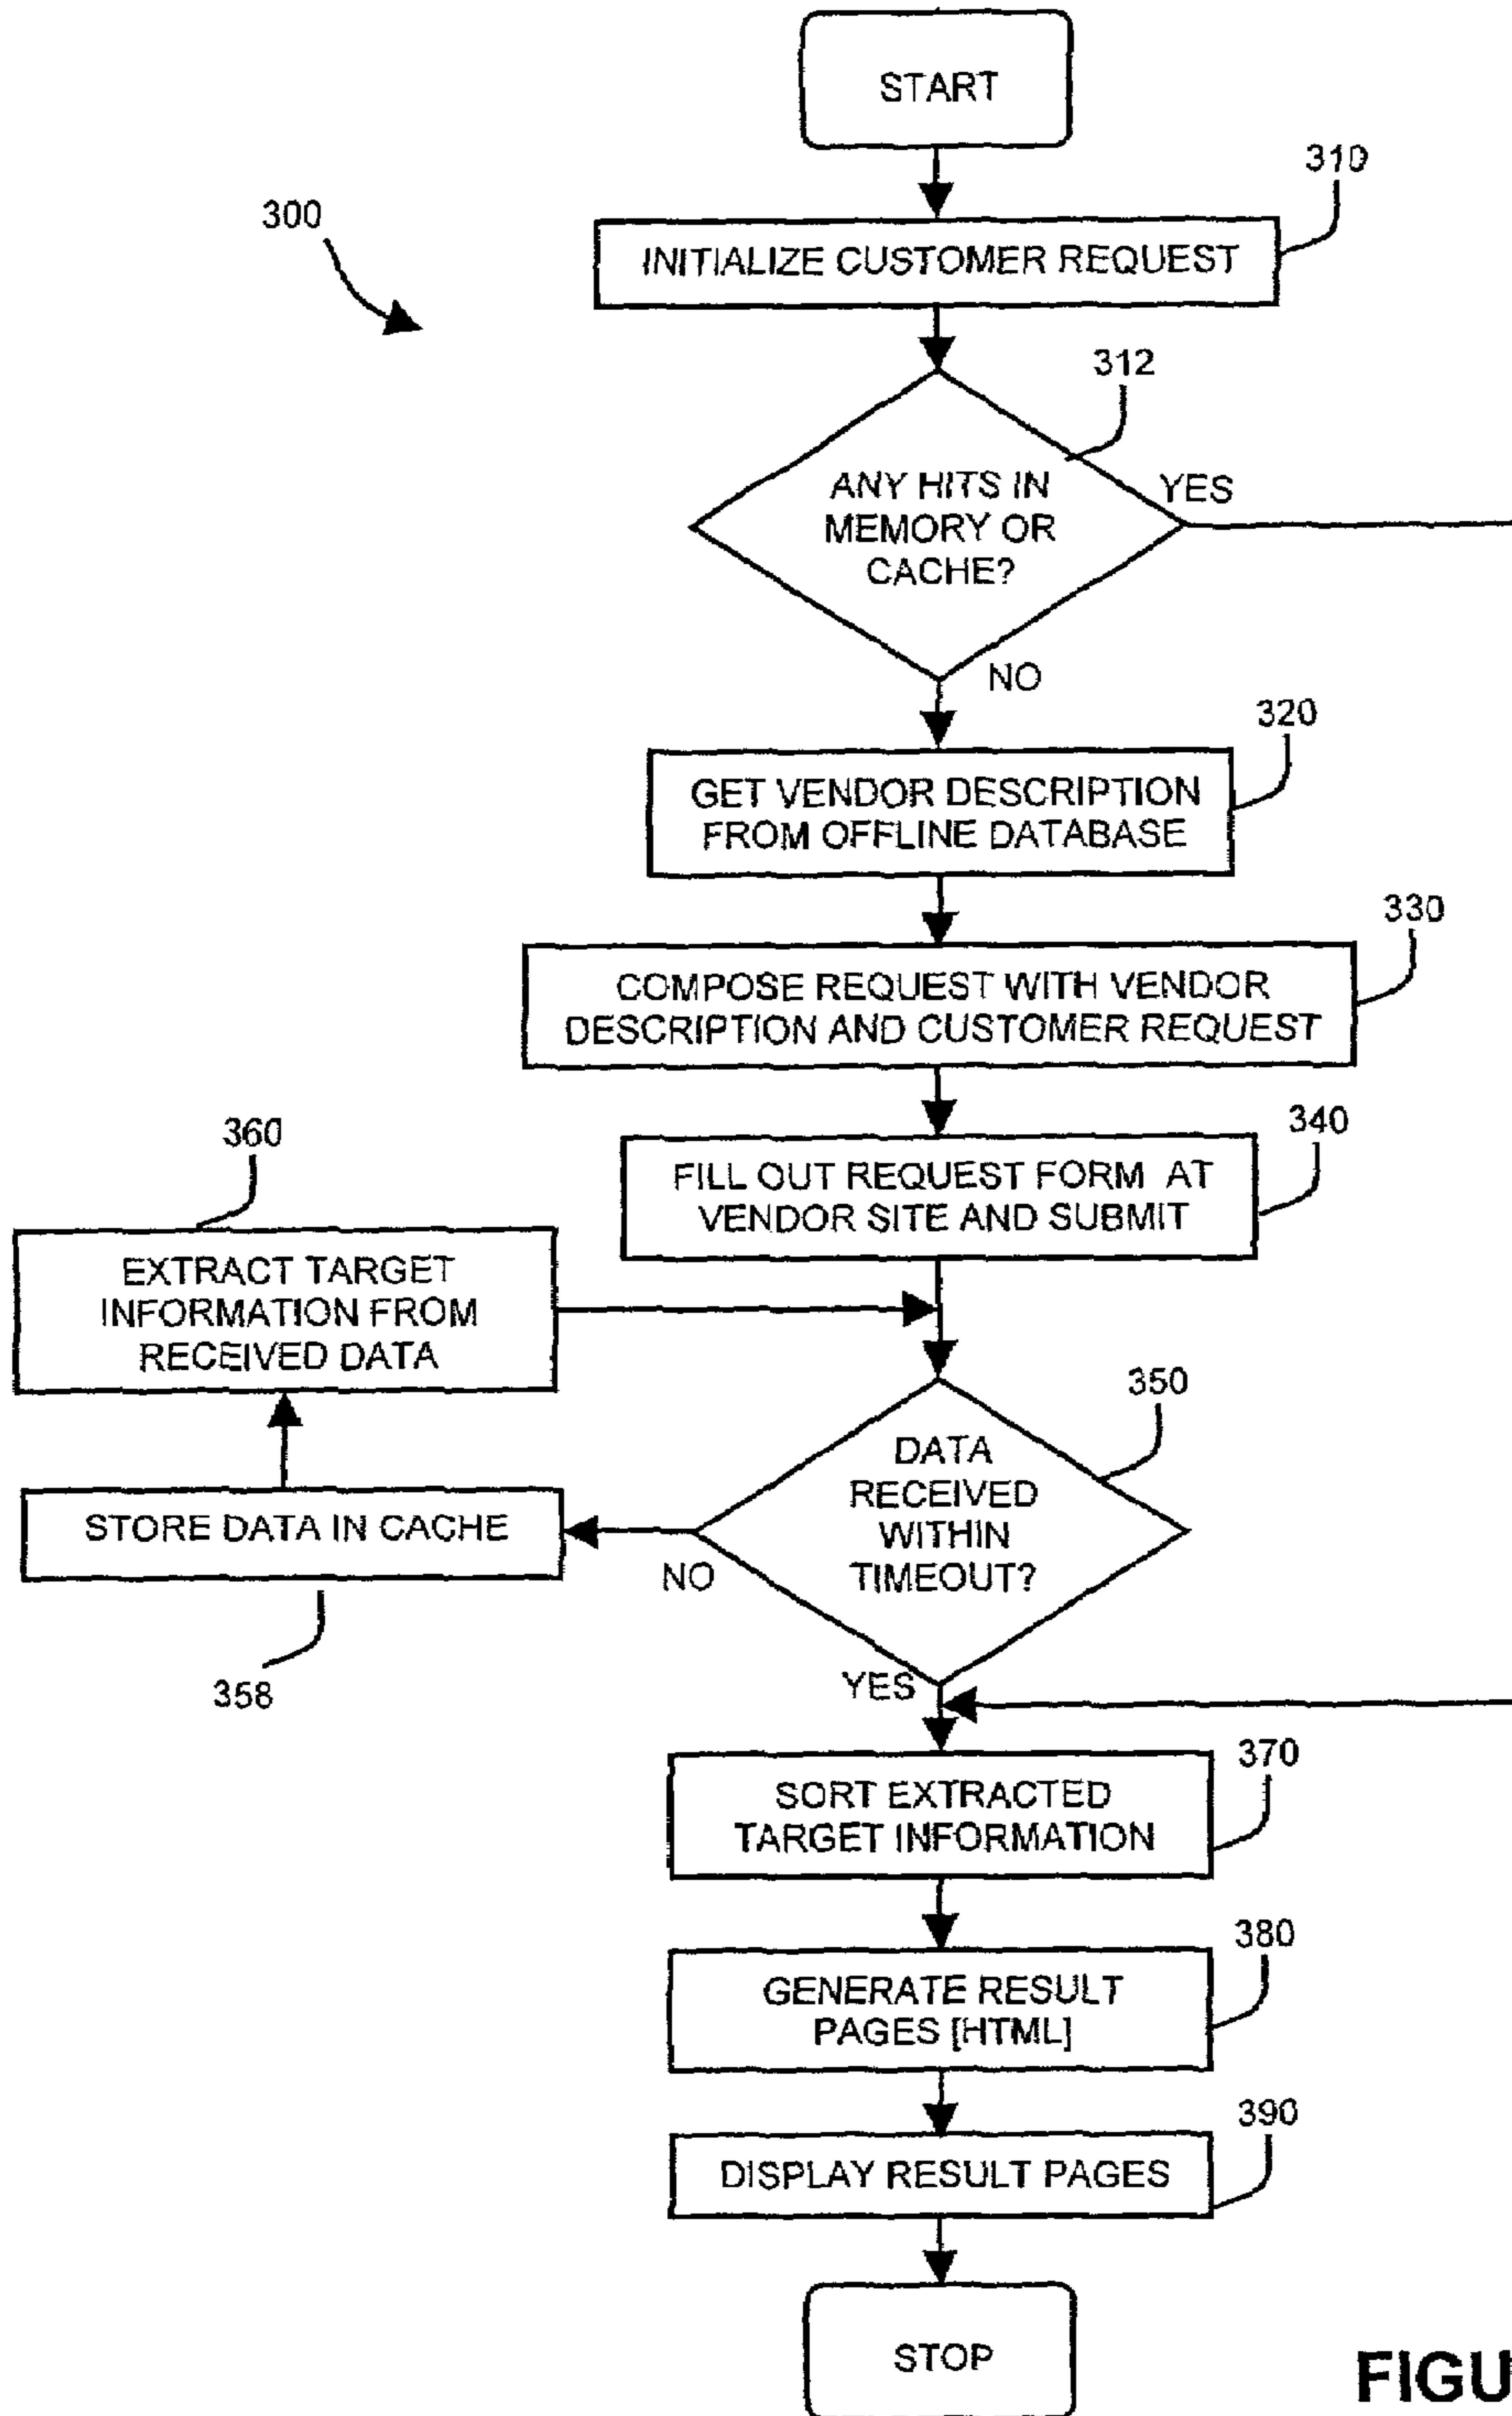 START
310
300
INITIALIZE CUSTOMER REQUEST
312
ANY HITS IN
MEMORY OR
CACHE?
YES
NO
320
GET VENDOR DESCRIPTION
FROM OFFLINE DATABASE
330
COMPOSE REQUEST WITH VENDOR
DESCRIPTION AND CUSTOMER REQUEST
340
FILL OUT REQUEST FORM AT
VENDOR SITE AND SUBMIT
360
EXTRACT TARGET
INFORMATION FROM
RECEIVED DATA
350
DATA
RECEIVED
WITHIN
TIMEOUT?
STORE DATA IN CACHE
NO
358
YES
370
SORT EXTRACTED
TARGET INFORMATION
380
GENERATE RESULT
PAGES [HTML]
390
DISPLAY RESULT PAGES
STOP
FIGU